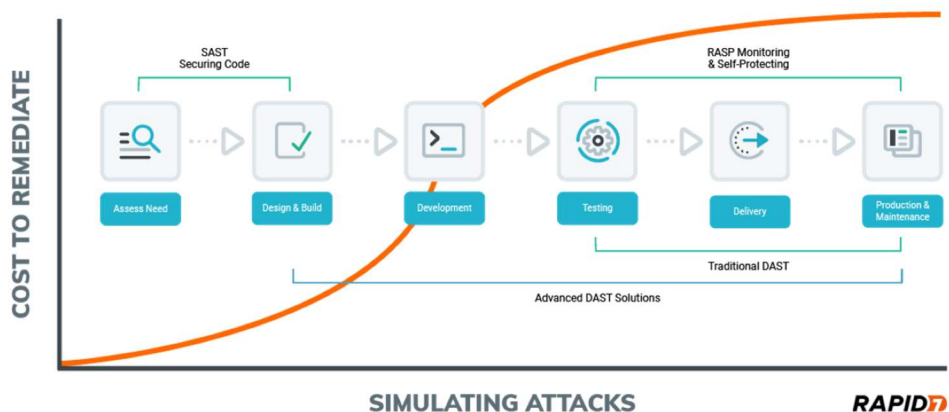 SAST
Securing Code
RASP Monitoring
& Self-Protecting
COST TO REMEDIATE
Assess Need
Design & Build
Development
Testing
Delivery
Production &
Maintenance
Traditional DAST
Advanced DAST Solutions
SIMULATING ATTACKS
RAPID7